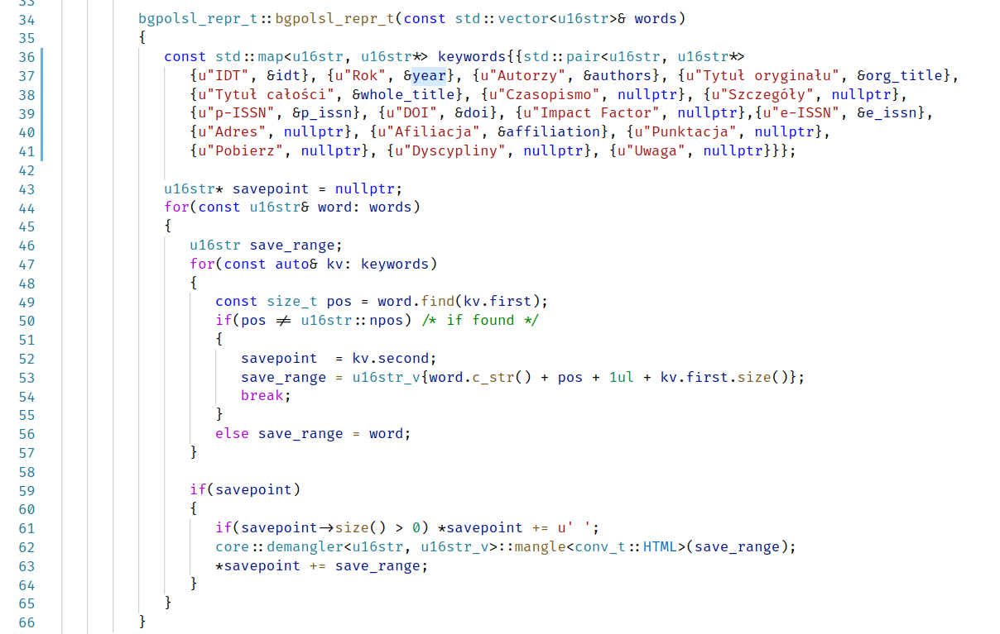 33
34 bgpolsl_repr_t::bgpolsl_repr_t(const std::vector<u16str>& words)
35 {
36 const std::map<u16str, u16str*> keywords{{std::pair<u16str, u16str*>
37 {u"IDT", &idt}, {u"Rok", &year}, {u"Autorzy", &authors}, {u"Tytuł oryginału", &org_title},
38 {u"Tytuł całości", &whole_title}, {u"Czasopismo", nullptr}, {u"Szczegóły", nullptr},
39 {u"p-ISSN", &p_issn}, {u"DOI", &doi}, {u"Impact Factor", nullptr},{u"e-ISSN", &e_issn},
40 {u"Adres", nullptr}, {u"Afiliacja", &affiliation}, {u"Punktacja", nullptr},
41 {u"Pobierz", nullptr}, {u"Dyscypliny", nullptr}, {u"Uwaga", nullptr}}};
42
43 u16str* savepoint = nullptr;
44 for(const u16str& word: words)
45 {
46 u16str save_range;
47 for(const auto& kv: keywords)
48 {
49 const size_t pos = word.find(kv.first);
50 if(pos != u16str::npos) /* if found */
51 {
52 savepoint  = kv.second;
53 save_range = u16str_v{word.c_str() + pos + 1ul + kv.first.size()};
54 break;
55 }
56 else save_range = word;
57 }
58
59 if(savepoint)
60 {
61 if(savepoint->size() > 0) *savepoint += u' ';
62 core::demangler<u16str, u16str_v>::mangle<conv_t::HTML>(save_range);
63 *savepoint += save_range;
64 }
65 }
66 }